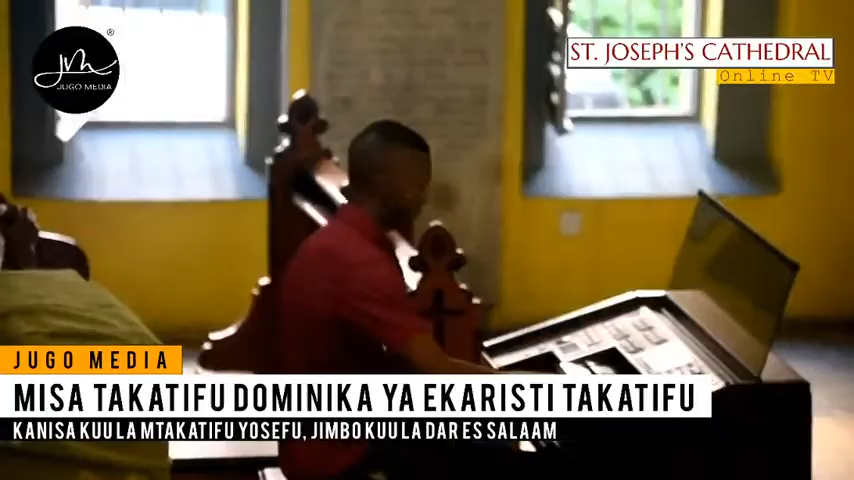 JM ®
JUGO MEDIA
ST. JOSEPH'S CATHEDRAL
Online TV
JUGO MEDIA
MISA TAKATIFU DOMINIKA YA EKARISTI TAKATIFU
KANISA KUU LA MTAKATIFU YOSEFU, JIMBO KUU LA DAR ES SALAAM